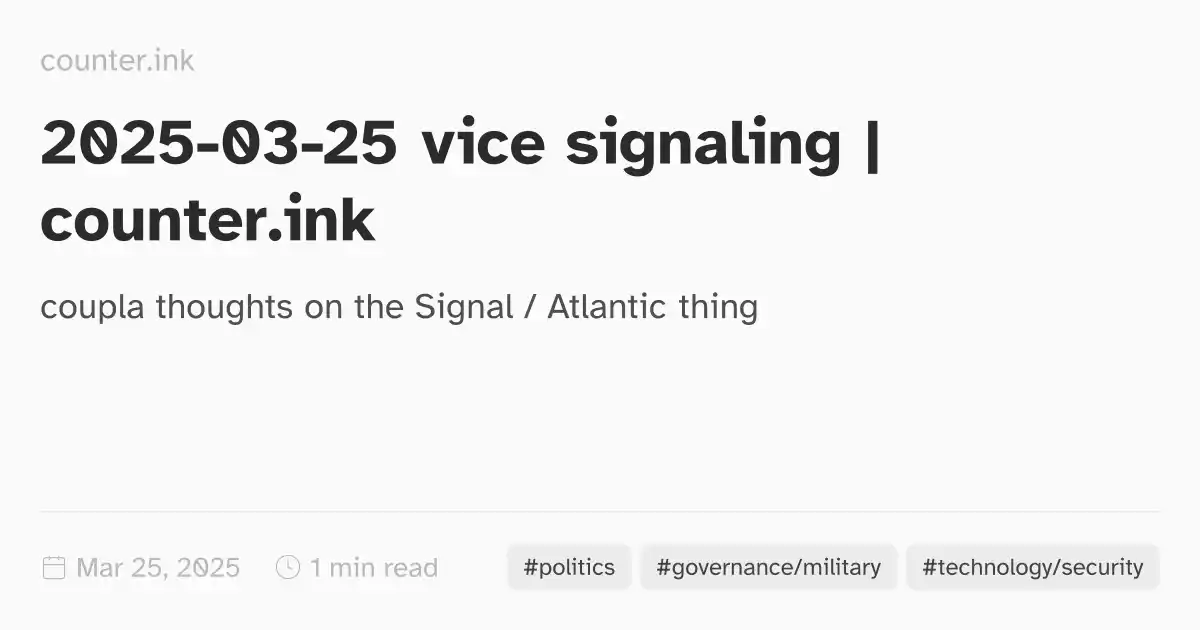 counter.ink
2025-03-25 vice signaling |
counter.ink
coupla thoughts on the Signal / Atlantic thing
Mar 25, 2025 1 min read #politics #governance/military #technology/security